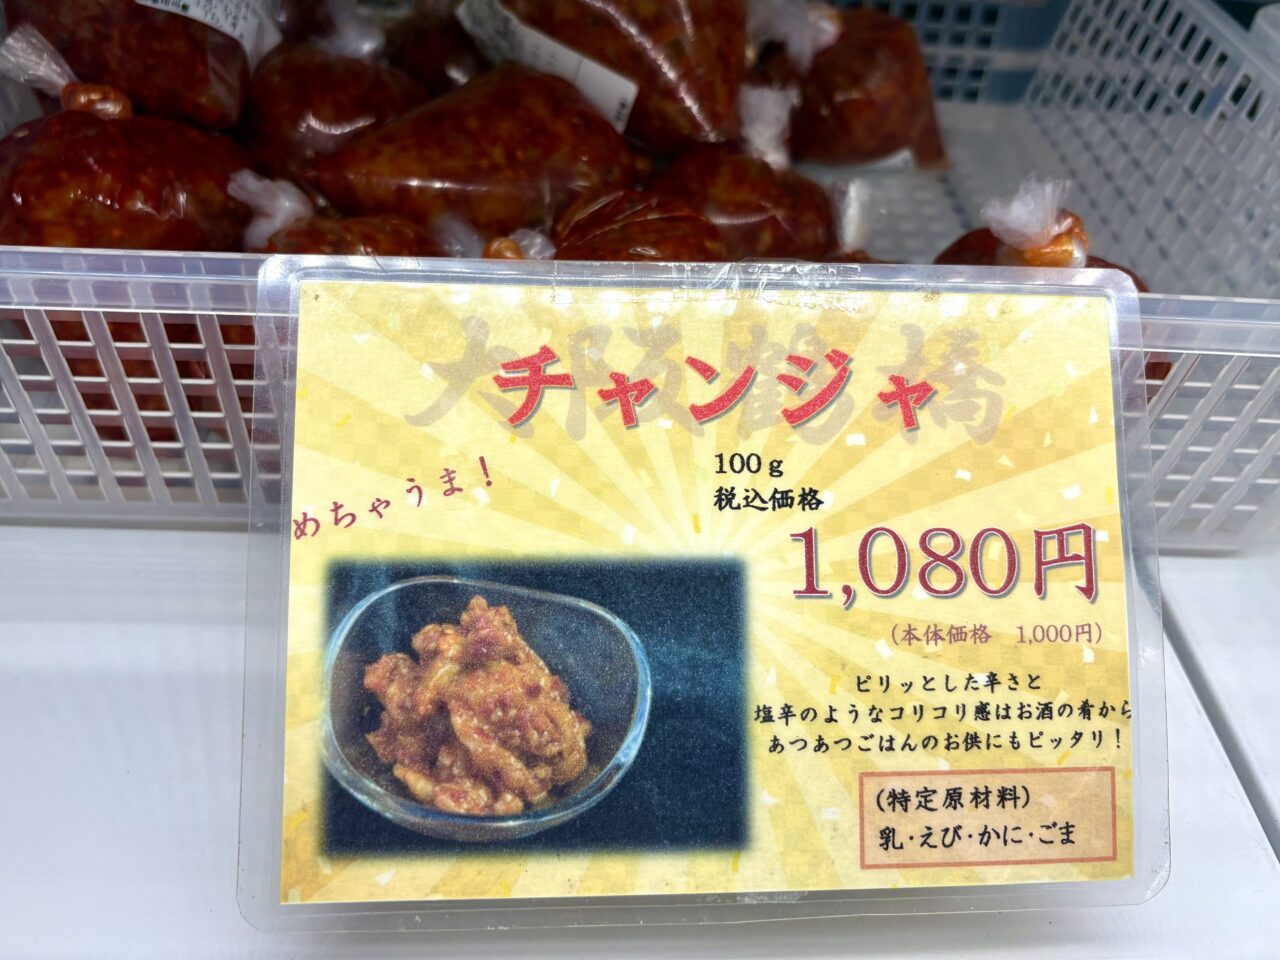 大阪鶴橋
チャンジャ
めちゃうま！
100ｇ
税込価格
1,080円
（本体価格　1,000円）
ピリッとした辛さと
塩辛のようなコリコリ感はお酒の肴から
あつあつごはんのお供にもピッタリ！
（特定原材料）
乳・えび・かに・ごま